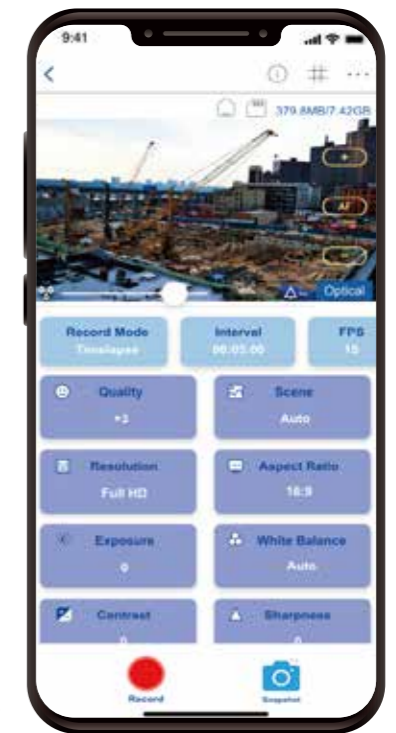 9:41
379.8MB/7.42GB
+
AF
Optical
Record Mode
Timelapse
Interval
00:05:00
FPS
15
Quality
+3
Scene
Auto
Resolution
Full HD
Aspect Ratio
16:9
Exposure
0
White Balance
Auto
Contrast
0
Sharpness
0
Record
Snapshot